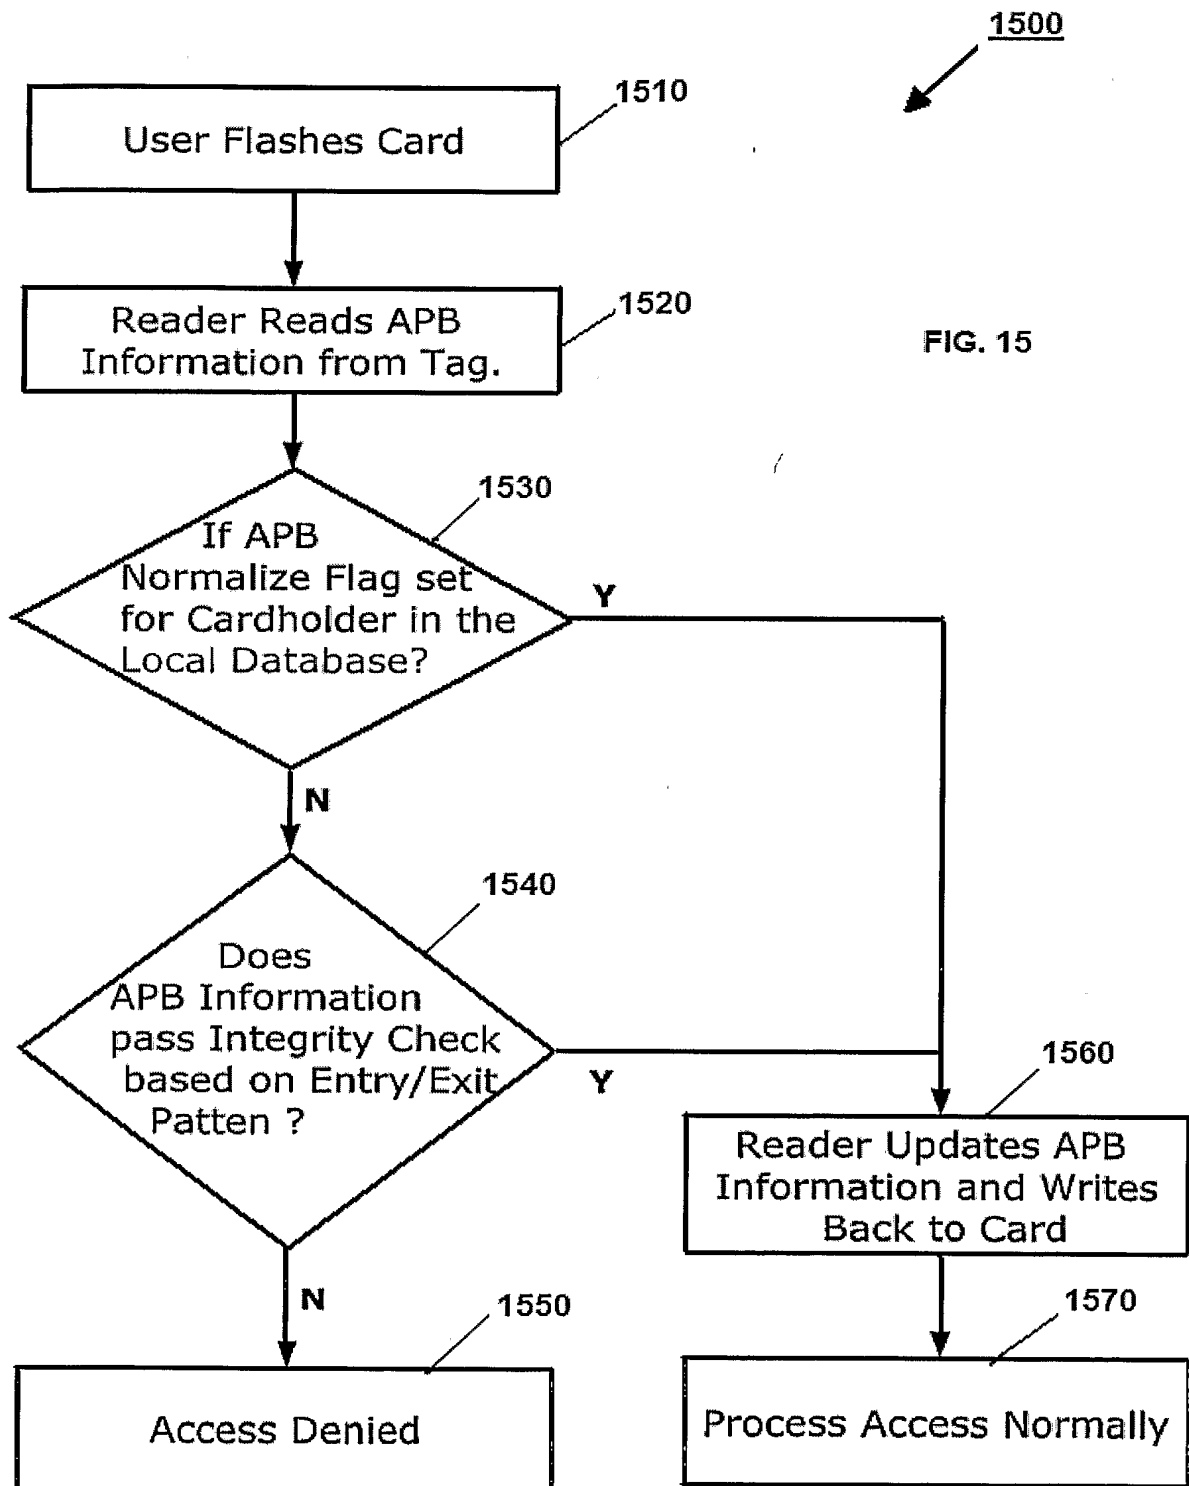 1500
1510
User Flashes Card
1520
Reader Reads APB
Information from Tag.
FIG. 15
1530
If APB
Normalize Flag set
for Cardholder in the
Local Database?
Y
N
1540
Does
APB Information
pass Integrity Check
based on Entry/Exit
Patten ?
Y
1560
Reader Updates APB
Information and Writes
Back to Card
N
1550
Access Denied
1570
Process Access Normally